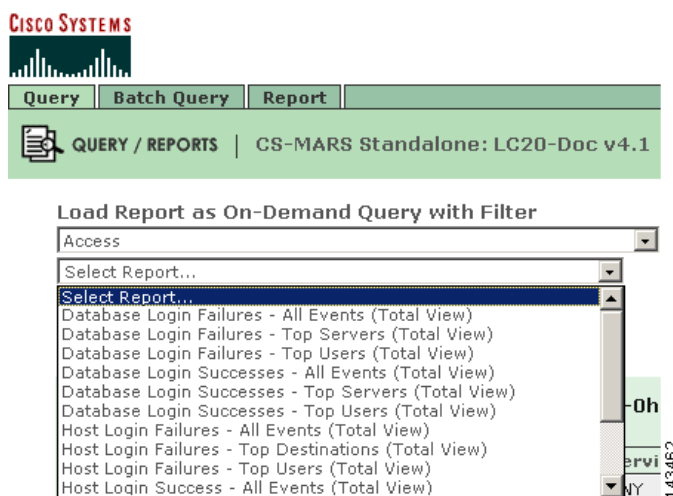 CISCO SYSTEMS
Query Batch Query Report
QUERY / REPORTS | CS-MARS Standalone: LC20-Doc v4.1
Load Report as On-Demand Query with Filter
Access
Select Report...
Select Report...
Database Login Failures - All Events (Total View)
Database Login Failures - Top Servers (Total View)
Database Login Failures - Top Users (Total View)
Database Login Successes - All Events (Total View)
Database Login Successes - Top Servers (Total View)
Database Login Successes - Top Users (Total View)
-0h
Host Login Failures - All Events (Total View)
Host Login Failures - Top Destinations (Total View)
Host Login Failures - Top Users (Total View)
ervi
Host Login Success - All Events (Total View)
NY
143462